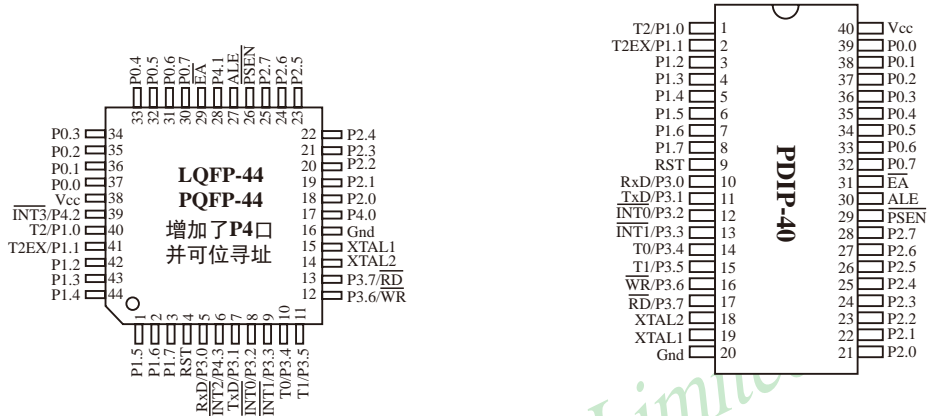 P0.4
P0.5
P0.6
P0.7
EA
P4.1
ALE
PSEN
P2.7
P2.6
P2.5
33
32
31
30
29
28
27
26
25
24
23
P0.3 34
P0.2 35
P0.1 36
P0.0 37
Vcc 38
INT3/P4.2 39
T2/P1.0 40
T2EX/P1.1 41
P1.2 42
P1.3 43
P1.4 44
LQFP-44
PQFP-44
增加了P4口
并可位寻址
22 P2.4
21 P2.3
20 P2.2
19 P2.1
18 P2.0
17 P4.0
16 Gnd
15 XTAL1
14 XTAL2
13 P3.7/RD
12 P3.6/WR
1
2
3
4
5
6
7
8
9
10
11
P1.5
P1.6
P1.7
RST
RxD/P3.0
INT2/P4.3
TxD/P3.1
INT0/P3.2
INT1/P3.3
T0/P3.4
T1/P3.5
T2/P1.0 1
T2EX/P1.1 2
P1.2 3
P1.3 4
P1.4 5
P1.5 6
P1.6 7
P1.7 8
RST 9
RxD/P3.0 10
TxD/P3.1 11
INT0/P3.2 12
INT1/P3.3 13
T0/P3.4 14
T1/P3.5 15
WR/P3.6 16
RD/P3.7 17
XTAL2 18
XTAL1 19
Gnd 20
PDIP-40
40 Vcc
39 P0.0
38 P0.1
37 P0.2
36 P0.3
35 P0.4
34 P0.5
33 P0.6
32 P0.7
31 EA
30 ALE
29 PSEN
28 P2.7
27 P2.6
26 P2.5
25 P2.4
24 P2.3
23 P2.2
22 P2.1
21 P2.0
Limited